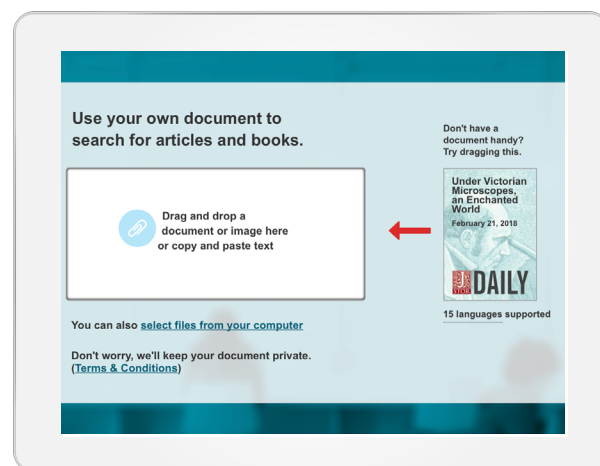 Use your own document to
search for articles and books.
Drag and drop a
document or image here
or copy and paste text
You can also select files from your computer
Don't worry, we'll keep your document private.
(Terms & Conditions)
Don't have a
document handy?
Try dragging this.
Under Victorian
Microscopes,
an Enchanted
World
February 21, 2018
JSTOR DAILY
15 languages supported